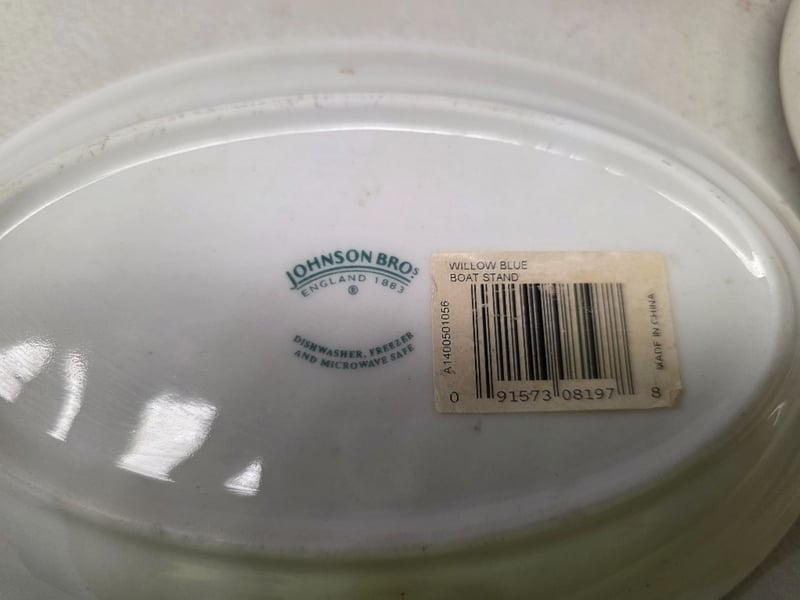 JOHNSON BROS
ENGLAND 1883
®
DISHWASHER, FREEZER
AND MICROWAVE SAFE
WILLOW BLUE
BOAT STAND
A1400501056
MADE IN CHINA
0 91573 08197 8